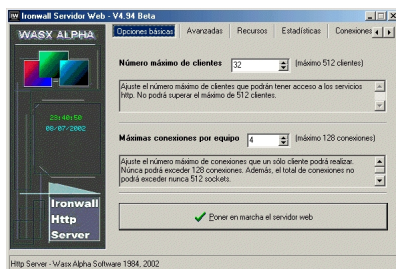 Ironwall Servidor Web - V4.94 Beta
WASX ALPHA
Opciones básicas Avanzadas Recursos Estadísticas Conexiones
Número máximo de clientes 32 (máximo 512 clientes)
Ajuste el número máximo de clientes que podrán tener acceso a los servicios
http. No podrá superar el máximo de 512 clientes.
23:40:50
08/07/2002
Máximas conexiones por equipo 4 (máximo 128 conexiones)
Ajuste el número máximo de conexiones que un sólo cliente podrá realizar.
Núnca podrá exceder 128 conexiones. Además, el total de conexiones no
podrá exceder nunca 512 sockets.
Ironwall
Http
Server
Poner en marcha el servidor web
Http Server - Wasx Alpha Software 1984, 2002